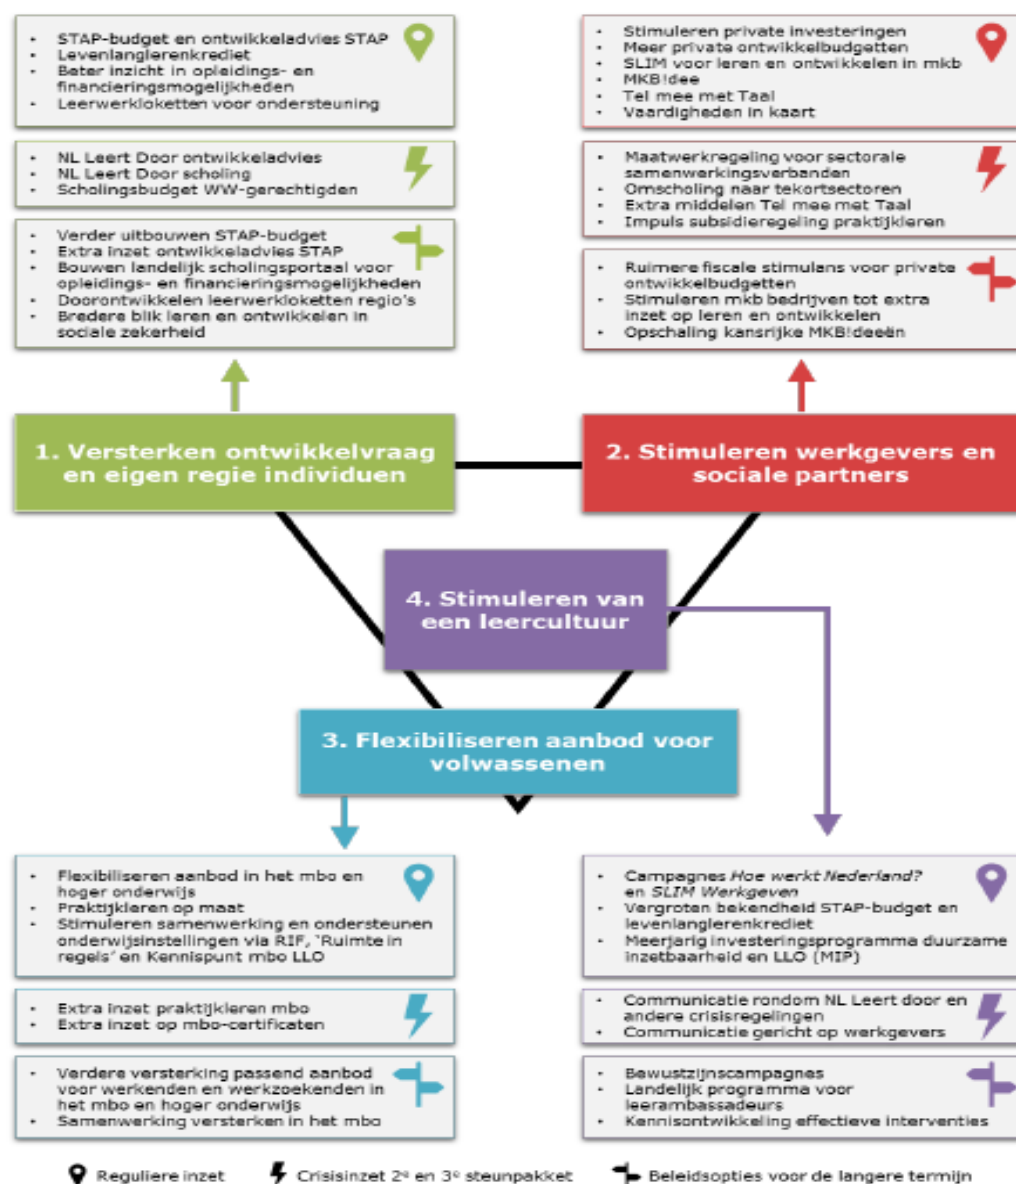 STAP-budget en ontwikkeladvies STAP
Levenlanglerenkrediet
Beter inzicht in opleidings- en
financieringsmogelijkheden
Leerwerkloketten voor ondersteuning
NL Leert Door ontwikkeladvies
NL Leert Door scholing
Scholingsbudget WW-gerechtigden
Verder uitbouwen STAP-budget
Extra inzet ontwikkeladvies STAP
Bouwen landelijk scholingsportaal voor
opleidings- en financieringsmogelijkheden
Doorontwikkelen leerwerkloketten regio's
Bredere blik leren en ontwikkelen in
sociale zekerheid
Stimuleren private investeringen
Meer private ontwikkelbudgetten
SLIM voor leren en ontwikkelen in mkb
MKB!dee
Tel mee met Taal
Vaardigheden in kaart
Maatwerkregeling voor sectorale
samenwerkingsverbanden
Omscholing naar tekortsectoren
Extra middelen Tel mee met Taal
Impuls subsidieregeling praktijkleren
Ruimere fiscale stimulans voor private
ontwikkelbudgetten
Stimuleren mkb bedrijven tot extra
inzet op leren en ontwikkelen
Opschaling kansrijke MKB!deeën
1. Versterken ontwikkelvraag
en eigen regie individuen
2. Stimuleren werkgevers en
sociale partners
4. Stimuleren van
een leercultuur
3. Flexibiliseren aanbod voor
volwassenen
Flexibiliseren aanbod in het mbo en
hoger onderwijs
Praktijkleren op maat
Stimuleren samenwerking en ondersteunen
onderwijsinstellingen via RIF, 'Ruimte in
regels' en Kennispunt mbo LLO
Extra inzet praktijkleren mbo
Extra inzet op mbo-certificaten
Verdere versterking passend aanbod
voor werkenden en werkzoekenden in
het mbo en hoger onderwijs
Samenwerking versterken in het mbo
Campagnes Hoe werkt Nederland?
en SLIM Werkgeven
Vergroten bekendheid STAP-budget en
levenlanglerenkrediet
Meerjarig investeringsprogramma duurzame
inzetbaarheid en LLO (MIP)
Communicatie rondom NL Leert door en
andere crisisregelingen
Communicatie gericht op werkgevers
Bewustzijnscampagnes
Landelijk programma voor
leerambassadeurs
Kennisontwikkeling effectieve interventies
Reguliere inzet
Crisisinzet 2e en 3e steunpakket
Beleidsopties voor de langere termijn